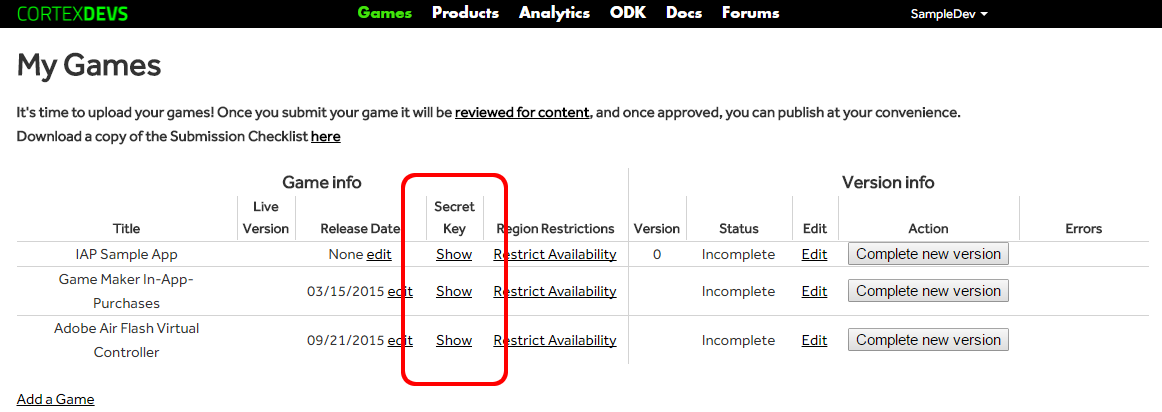 CORTEXDEVS Games Products Analytics ODK Docs Forums SampleDev
My Games
It's time to upload your games! Once you submit your game it will be reviewed for content, and once approved, you can publish at your convenience.
Download a copy of the Submission Checklist here
Game info Version info
Live Secret
Title Version Release Date Key Region Restrictions Version Status Edit Action Errors
IAP Sample App None edit Show Restrict Availability 0 Incomplete Edit Complete new version
Game Maker In-App-
Purchases 03/15/2015 edit Show Restrict Availability Incomplete Edit Complete new version
Adobe Air Flash Virtual
Controller 09/21/2015 edit Show Restrict Availability Incomplete Edit Complete new version
Add a Game